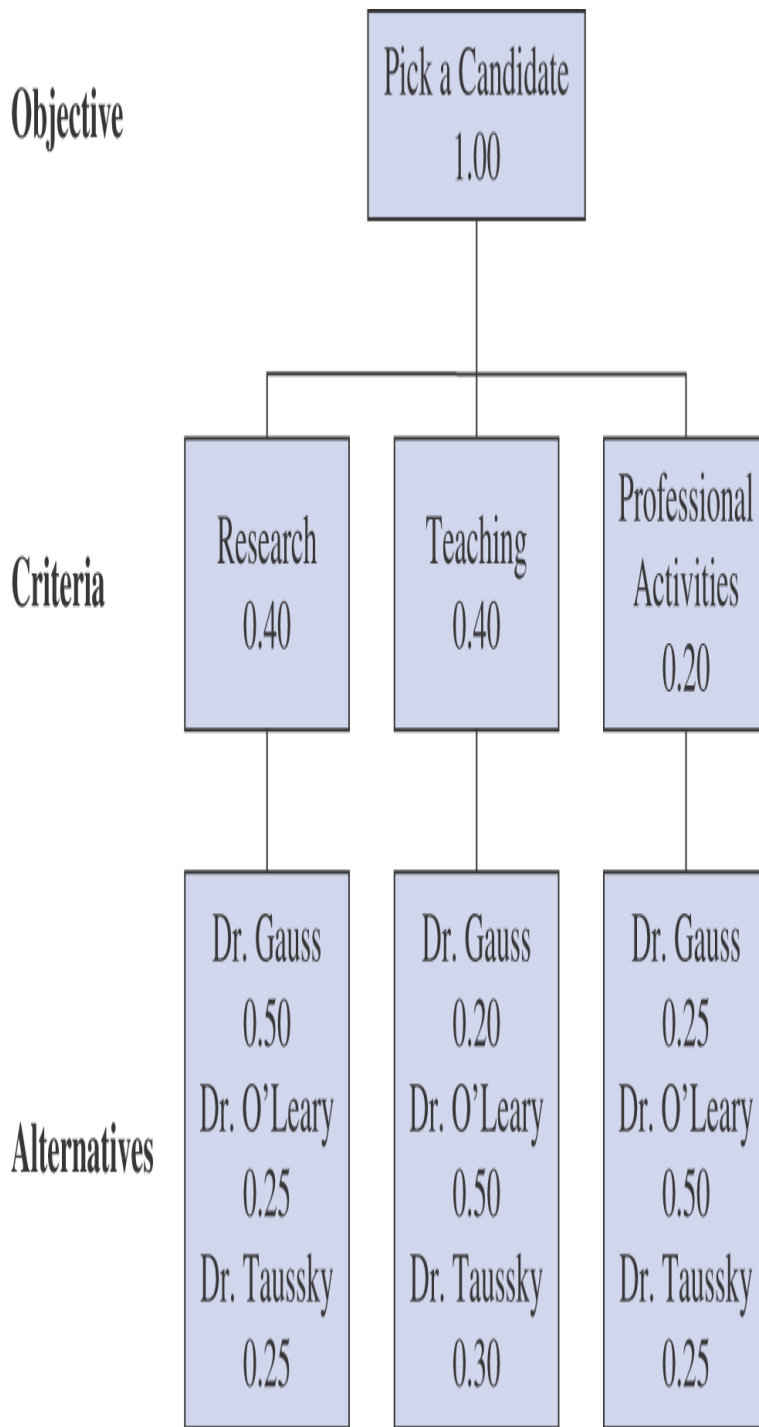 Objective
Pick a Candidate
1.00
Criteria
Research
0.40
Teaching
0.40
Professional
Activities
0.20
Alternatives
Dr. Gauss
0.50
Dr. O’Leary
0.25
Dr. Taussky
0.25
Dr. Gauss
0.20
Dr. O’Leary
0.50
Dr. Taussky
0.30
Dr. Gauss
0.25
Dr. O’Leary
0.50
Dr. Taussky
0.25